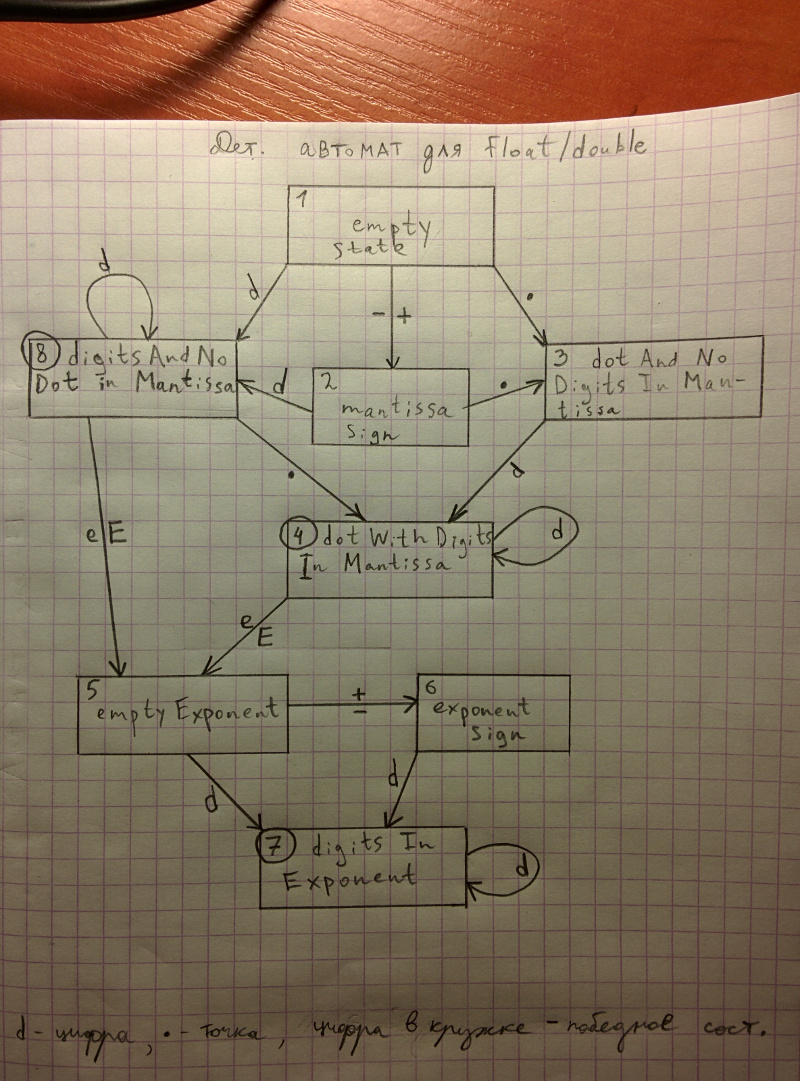 Дет. автомат для float/double
1
empty
state
d
d
- +
.
8 digits And No
Dot in Mantissa
d
2
mantissa
sign
.
3 dot And No
Digits In Man-
tissa
.
d
e E
4 dot With Digits
In Mantissa
d
e
E
5
empty Exponent
+
-
6
exponent
sign
d
d
7 digits In
Exponent
d
d - цифра, • - точка, цифра в кружке - победное сост.